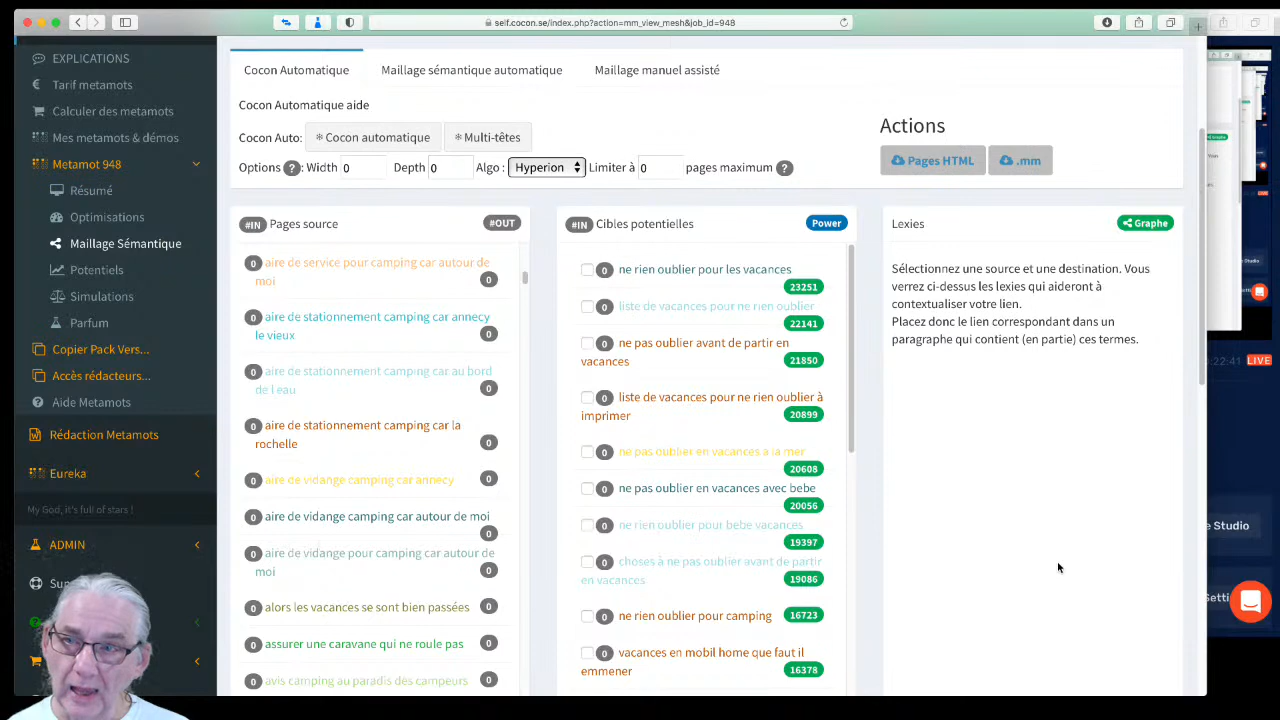 self.cocon.se/index.php?action=mm_view_mesh&job_id=948
EXPLICATIONS
Tarif metamots
Calculer des metamots
Mes metamots & démos
Metamot 948
Résumé
Optimisations
Maillage Sémantique
Potentiels
Simulations
Parfum
Copier Pack Vers...
Accès rédacteurs...
Aide Metamots
Rédaction Metamots
Eureka
My God, it's full of stars !
ADMIN
Cocon Automatique
Maillage sémantique automatique
Maillage manuel assisté
Cocon Automatique aide
Cocon Auto: Cocon automatique Multi-têtes
Options ? : Width 0 Depth 0 Algo : Hyperion Limiter à 0 pages maximum ?
Actions
Pages HTML .mm
#IN Pages source #OUT
0 aire de service pour camping car autour de
moi 0
0 aire de stationnement camping car annecy
le vieux 0
0 aire de stationnement camping car au bord
de l eau 0
0 aire de stationnement camping car la
rochelle 0
0 aire de vidange camping car annecy 0
0 aire de vidange camping car autour de moi
0
0 aire de vidange pour camping car autour de
moi 0
0 alors les vacances se sont bien passées 0
0 assurer une caravane qui ne roule pas 0
0 avis camping au paradis des campeurs 0
#IN Cibles potentielles Power
0 ne rien oublier pour les vacances
23251
0 liste de vacances pour ne rien oublier
22141
0 ne pas oublier avant de partir en
vacances 21850
0 liste de vacances pour ne rien oublier à
imprimer 20899
0 ne pas oublier en vacances a la mer
20608
0 ne pas oublier en vacances avec bebe
20056
0 ne rien oublier pour bebe vacances
19397
0 choses à ne pas oublier avant de partir
en vacances 19086
0 ne rien oublier pour camping 16723
0 vacances en mobil home que faut il
emmener 16378
Lexies Graphe
Sélectionnez une source et une destination. Vous
verrez ci-dessus les lexies qui aideront à
contextualiser votre lien.
Placez donc le lien correspondant dans un
paragraphe qui contient (en partie) ces termes.
:22:41 LIVE
e Studio